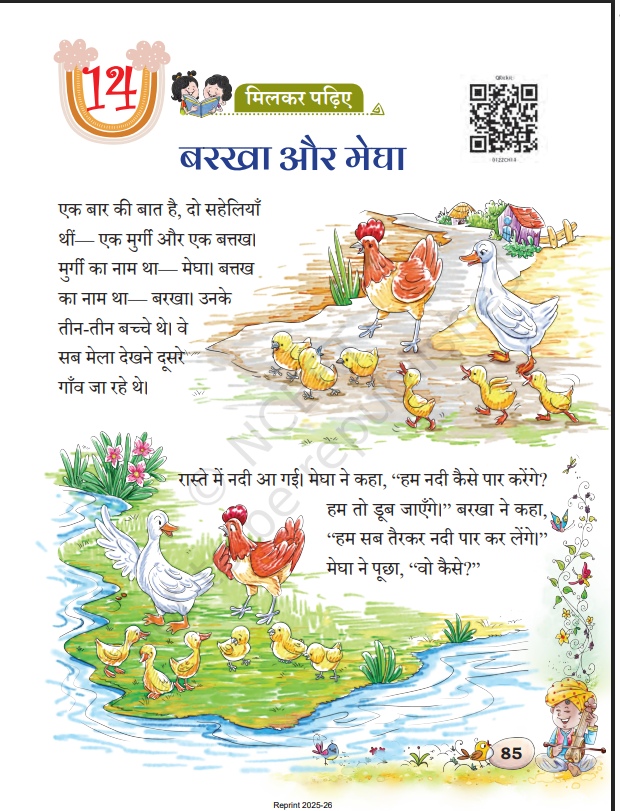 14
मिलकर पढ़िए
0122CH14
बरखा और मेघा
एक बार की बात है, दो सहेलियाँ
थीं— एक मुर्गी और एक बत्तख।
मुर्गी का नाम था— मेघा। बत्तख
का नाम था— बरखा। उनके
तीन-तीन बच्चे थे। वे
सब मेला देखने दूसरे
गाँव जा रहे थे।
रास्ते में नदी आ गई। मेघा ने कहा, “हम नदी कैसे पार करेंगे?
हम तो डूब जाएँगे।” बरखा ने कहा,
“हम सब तैरकर नदी पार कर लेंगे।”
मेघा ने पूछा, “वो कैसे?”
85
Reprint 2025-26